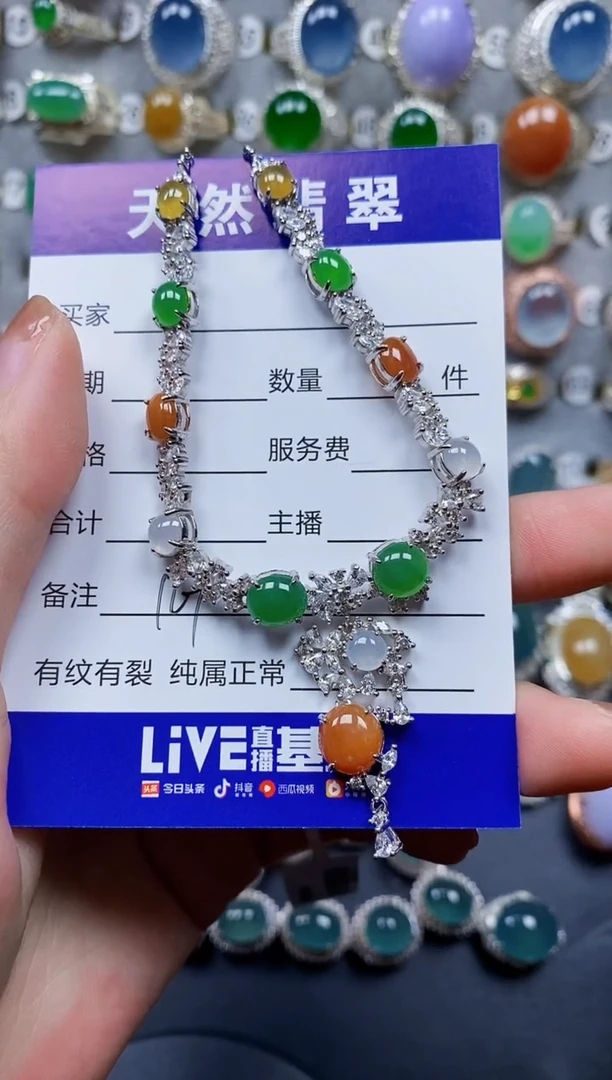 天然翡翠
买家
期 数量 件
格 服务费
合计 主播
备注
有纹有裂 纯属正常
LiVE直播基
头条 今日头条 抖音 西瓜视频